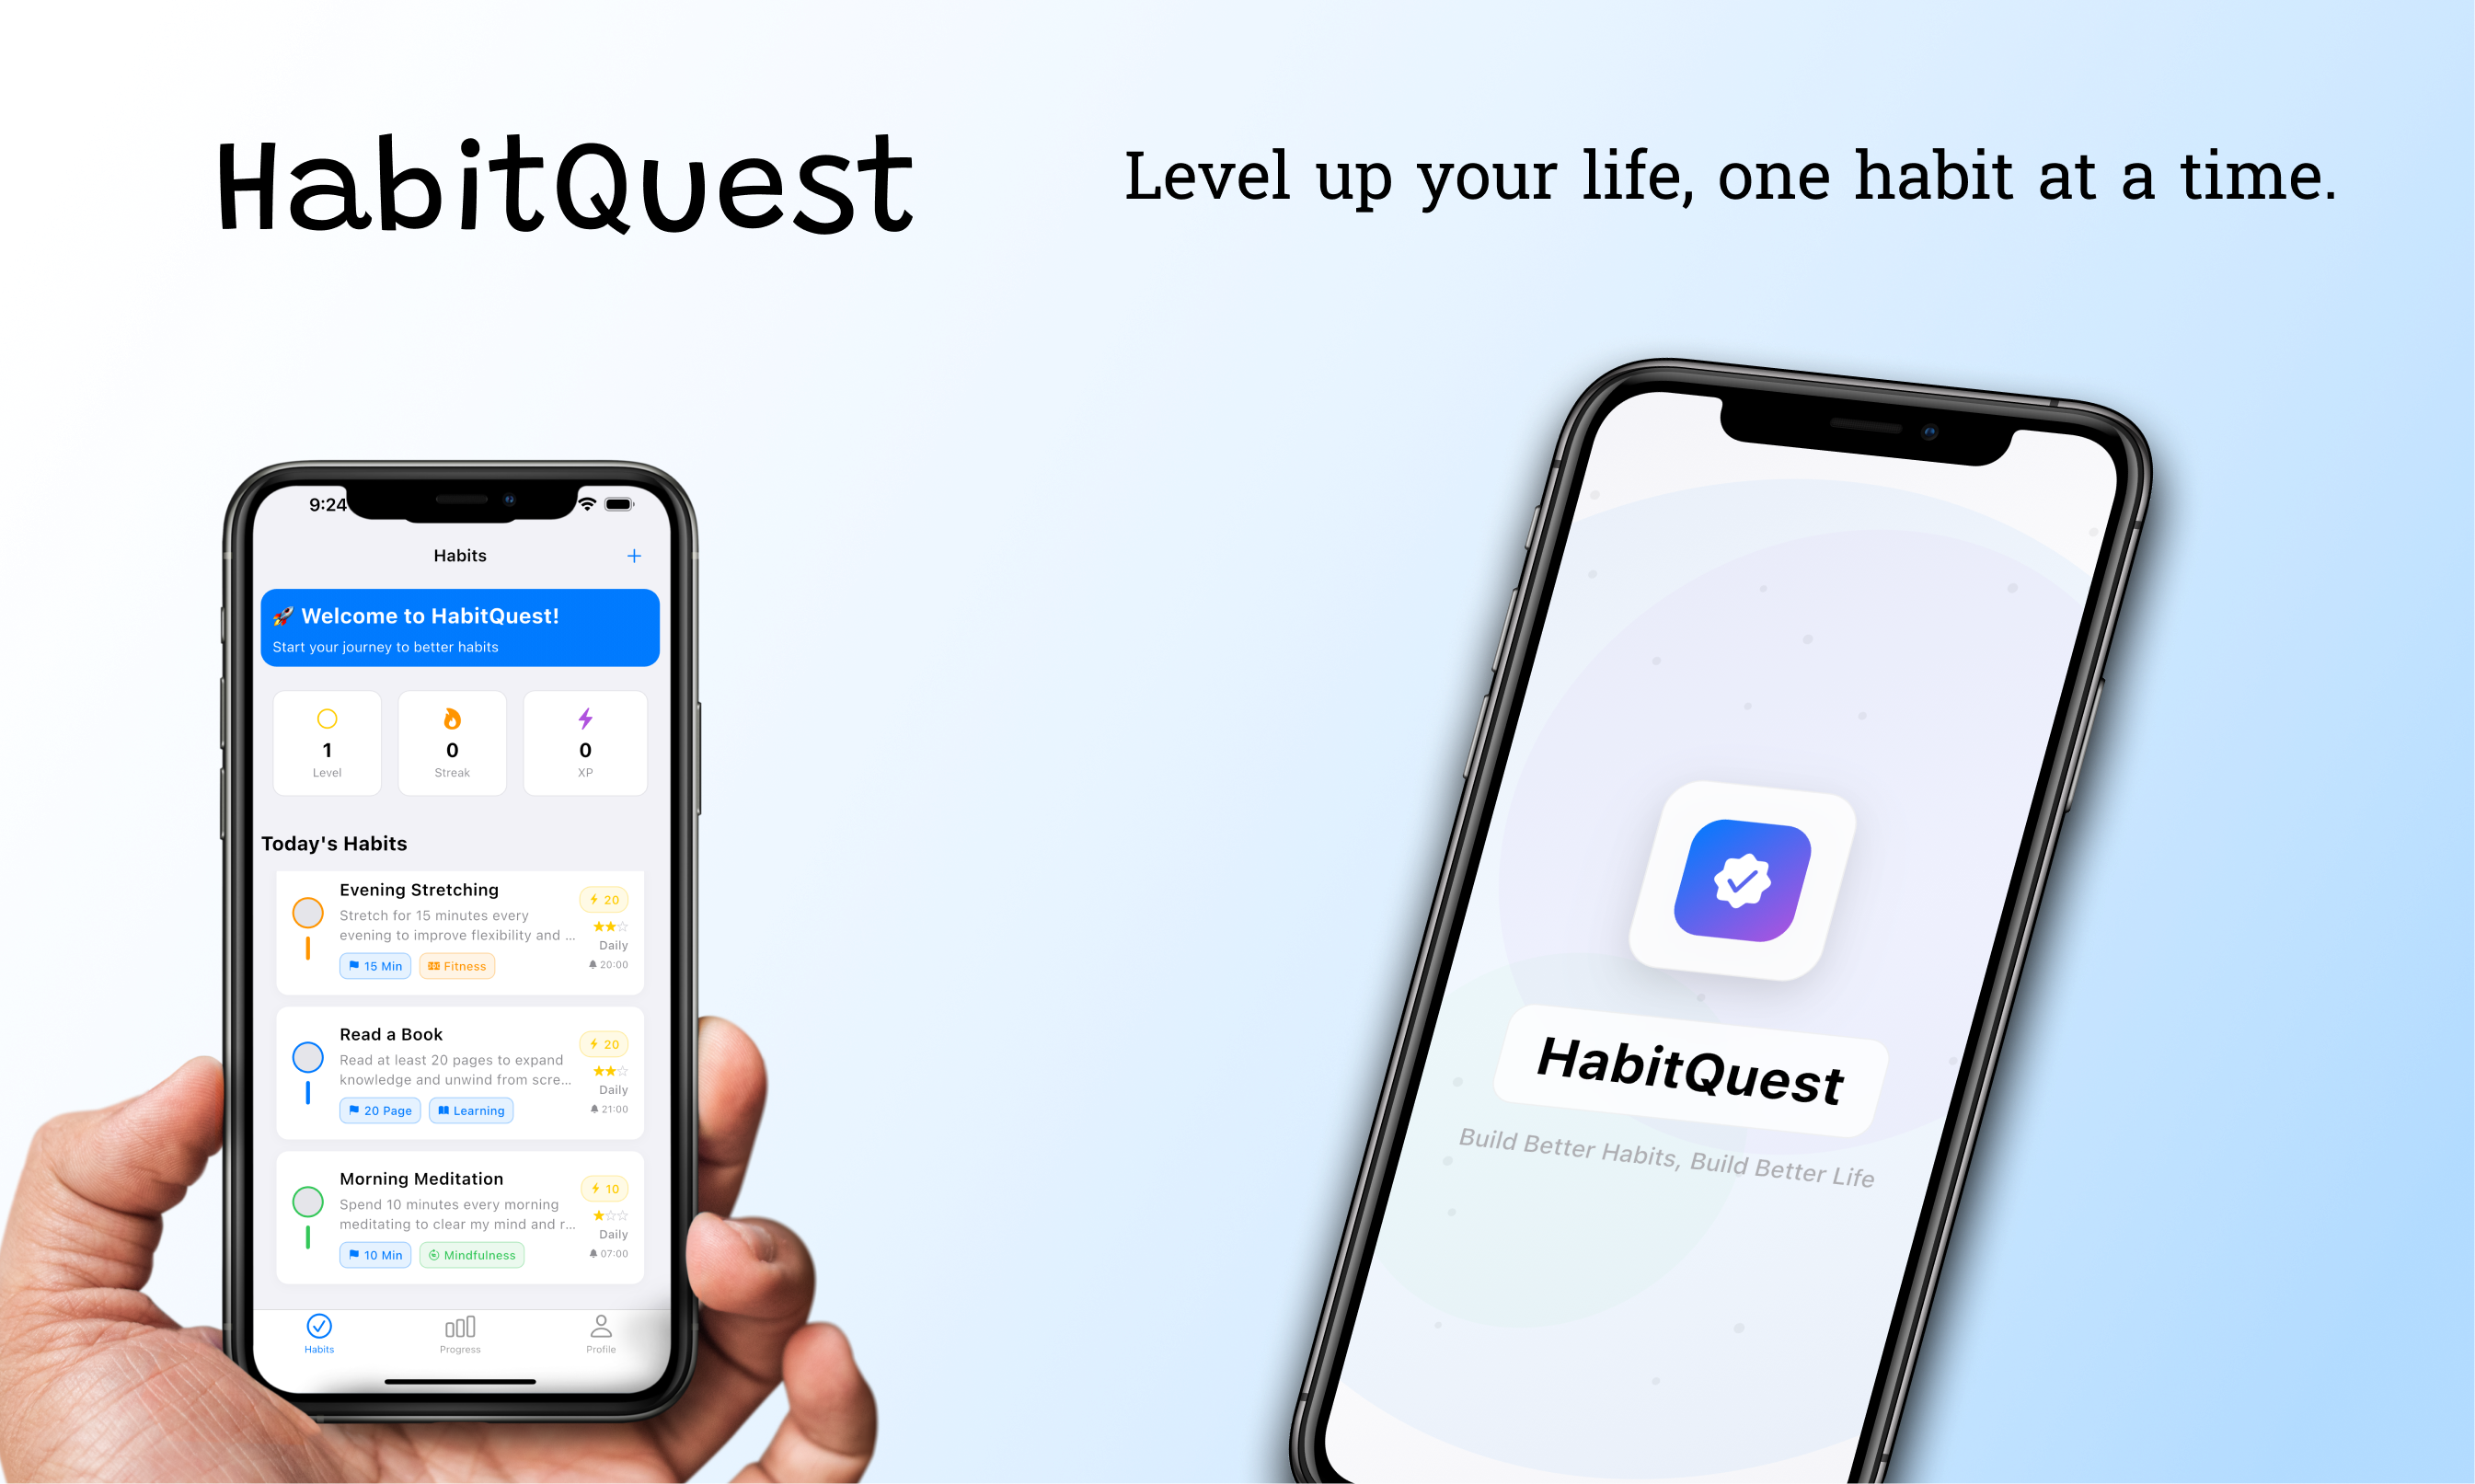 HabitQuest
Level up your life, one habit at a time.
9:24
Habits
+
🚀 Welcome to HabitQuest!
Start your journey to better habits
1
Level
0
Streak
0
XP
Today's Habits
Evening Stretching
20
Stretch for 15 minutes every
evening to improve flexibility and ...
Daily
15 Min
Fitness
20:00
Read a Book
20
Read at least 20 pages to expand
knowledge and unwind from scre...
Daily
20 Page
Learning
21:00
Morning Meditation
10
Spend 10 minutes every morning
meditating to clear my mind and r...
Daily
10 Min
Mindfulness
07:00
Habits
Progress
Profile
HabitQuest
Build Better Habits, Build Better Life